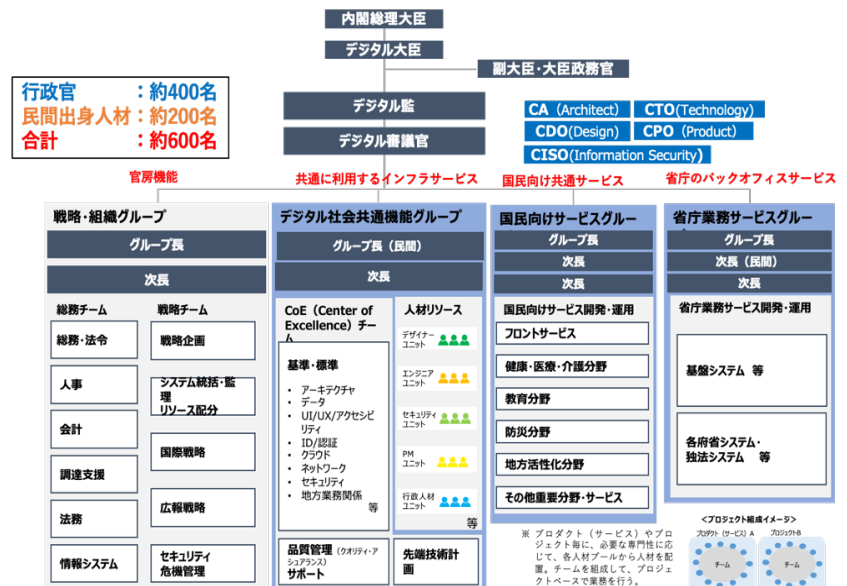 内閣総理大臣
デジタル大臣
副大臣・大臣政務官
行政官　　　：約400名
民間出身人材：約200名
合計　　　　：約600名
デジタル監
デジタル審議官
CA（Architect）
CTO(Technology)
CDO(Design)
CPO（Product）
CISO(Information Security)
官房機能
共通に利用するインフラサービス
国民向け共通サービス
省庁のバックオフィスサービス
戦略・組織グループ
グループ長
次長
総務チーム
総務・法令
人事
会計
調達支援
法務
情報システム
戦略チーム
戦略企画
システム統括・監
理
リソース配分
国際戦略
広報戦略
セキュリティ
危機管理
デジタル社会共通機能グループ
グループ長（民間）
次長
CoE（Center of
Excellence）チー
ム
基準・標準
・ アーキテクチャ
・ データ
・ UI/UX/アクセシビ
リティ
・ ID/認証
・ クラウド
・ ネットワーク
・ セキュリティ
・ 地方業務関係
等
品質管理（クオリティ・ア
シュアランス）
サポート
人材リソース
デザイナー
ユニット
エンジニア
ユニット
セキュリティ
ユニット
PM
ユニット
行政人材
ユニット
等
先端技術計
画
国民向けサービスグルー
グループ長
次長
次長
国民向けサービス開発・運用
フロントサービス
健康・医療・介護分野
教育分野
防災分野
地方活性化分野
その他重要分野・サービス
省庁業務サービスグルー
グループ長
次長（民間）
次長
省庁業務サービス開発・運用
基盤システム 等
各府省システム・
独法システム　等
※ プロダクト（サービス）やプロ
ジェクト毎に、必要な専門性に応
じて、各人材プールから人材を配
置。チームを組成して、プロジェ
クトベースで業務を行う。
＜プロジェクト組成イメージ＞
プロダクト（サービス）A
プロジェクトB
チーム
チーム